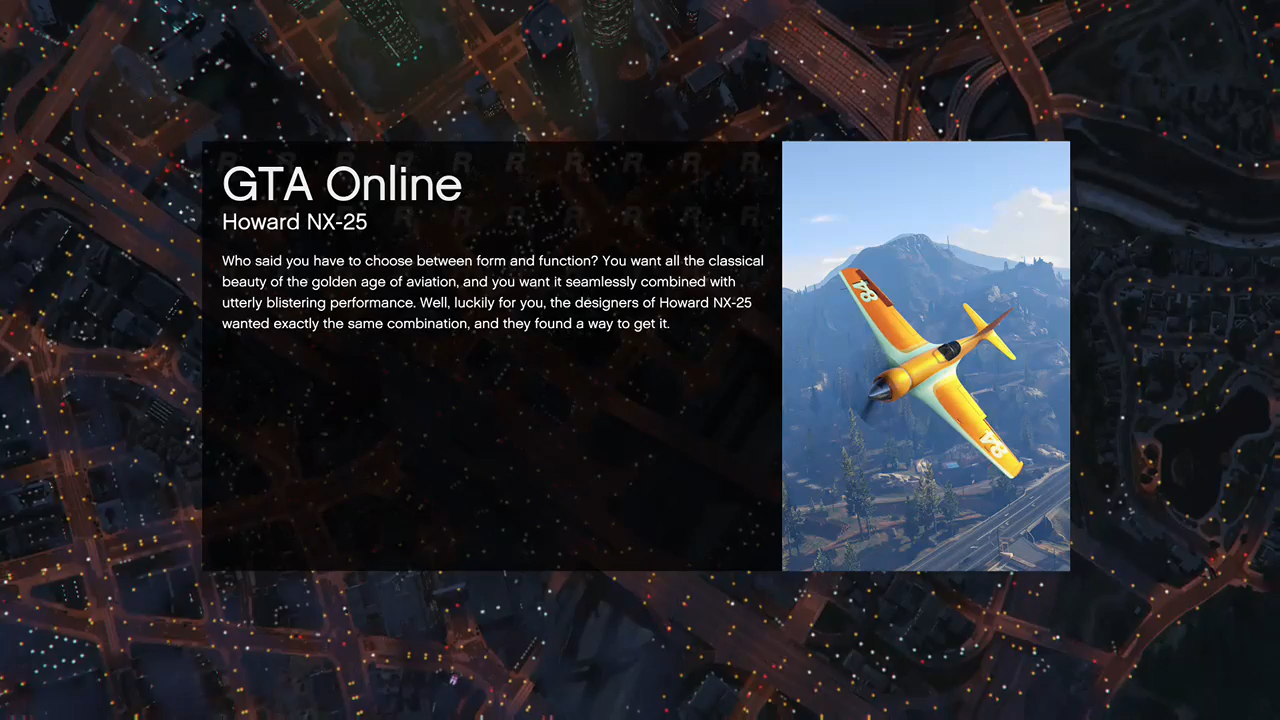 GTA Online
Howard NX-25
Who said you have to choose between form and function? You want all the classical
beauty of the golden age of aviation, and you want it seamlessly combined with
utterly blistering performance. Well, luckily for you, the designers of Howard NX-25
wanted exactly the same combination, and they found a way to get it.
84
84